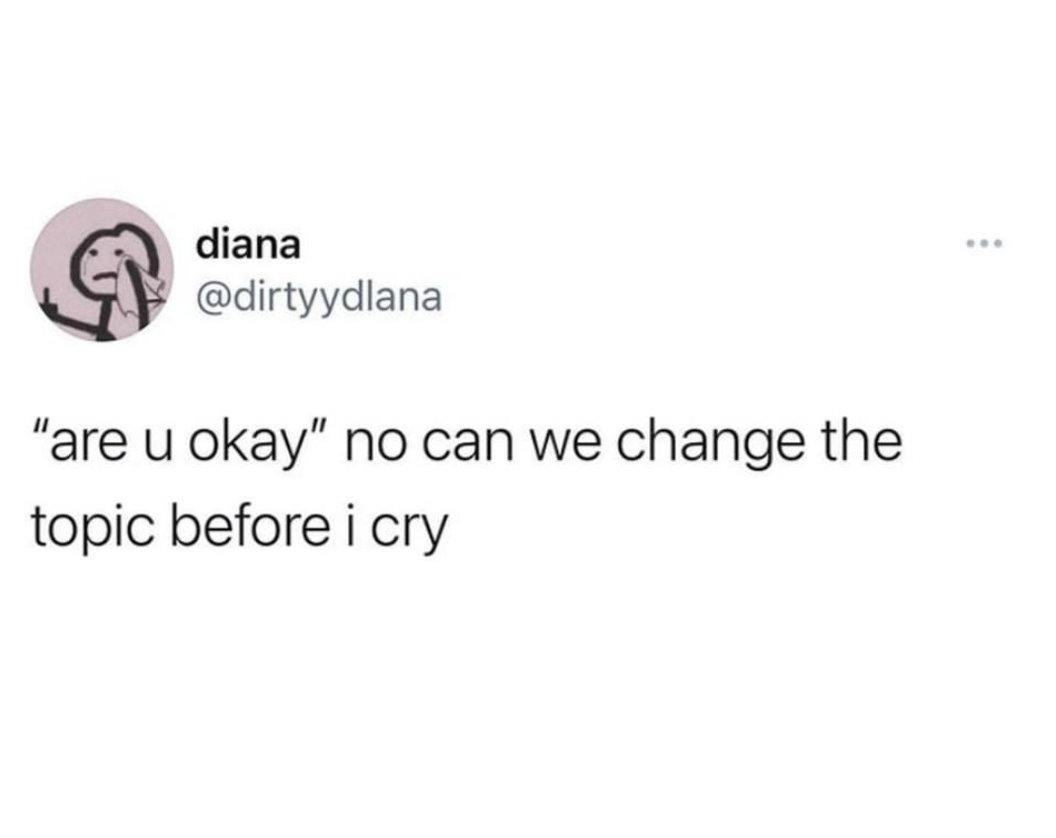 diana
@dirtyydlana
“are u okay” no can we change the
topic before i cry